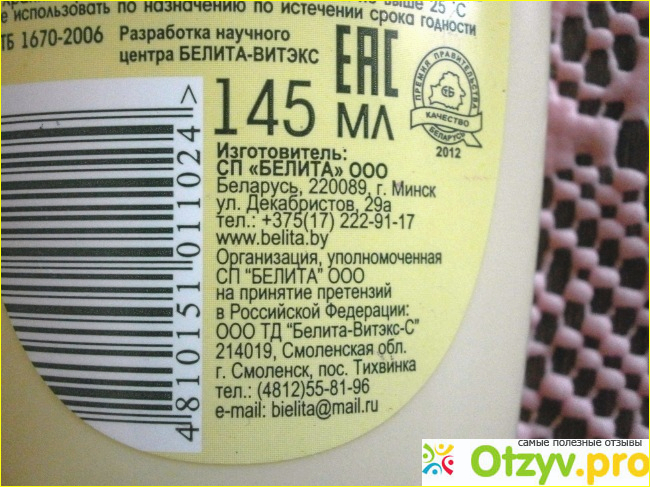 выше 25 °С
не использовать по назначению по истечении срока годности
ТБ 1670-2006
Разработка научного
центра БЕЛИТА-ВИТЭКС
EAC
145 мл
ПРЕМИЯ ПРАВИТЕЛЬСТВА
КАЧЕСТВО
БЕЛАРУСЬ
2012
Изготовитель:
СП «БЕЛИТА» ООО
Беларусь, 220089, г. Минск
ул. Декабристов, 29а
тел.: +375(17) 222-91-17
www.belita.by
Организация, уполномоченная
СП "БЕЛИТА" ООО
на принятие претензий
в Российской Федерации:
ООО ТД "Белита-Витэкс-С"
214019, Смоленская обл.
г. Смоленск, пос. Тихвинка
тел.: (4812)55-81-96
e-mail: bielita@mail.ru
4 810151 011024 >
самые полезные отзывы
Otzyv.pro